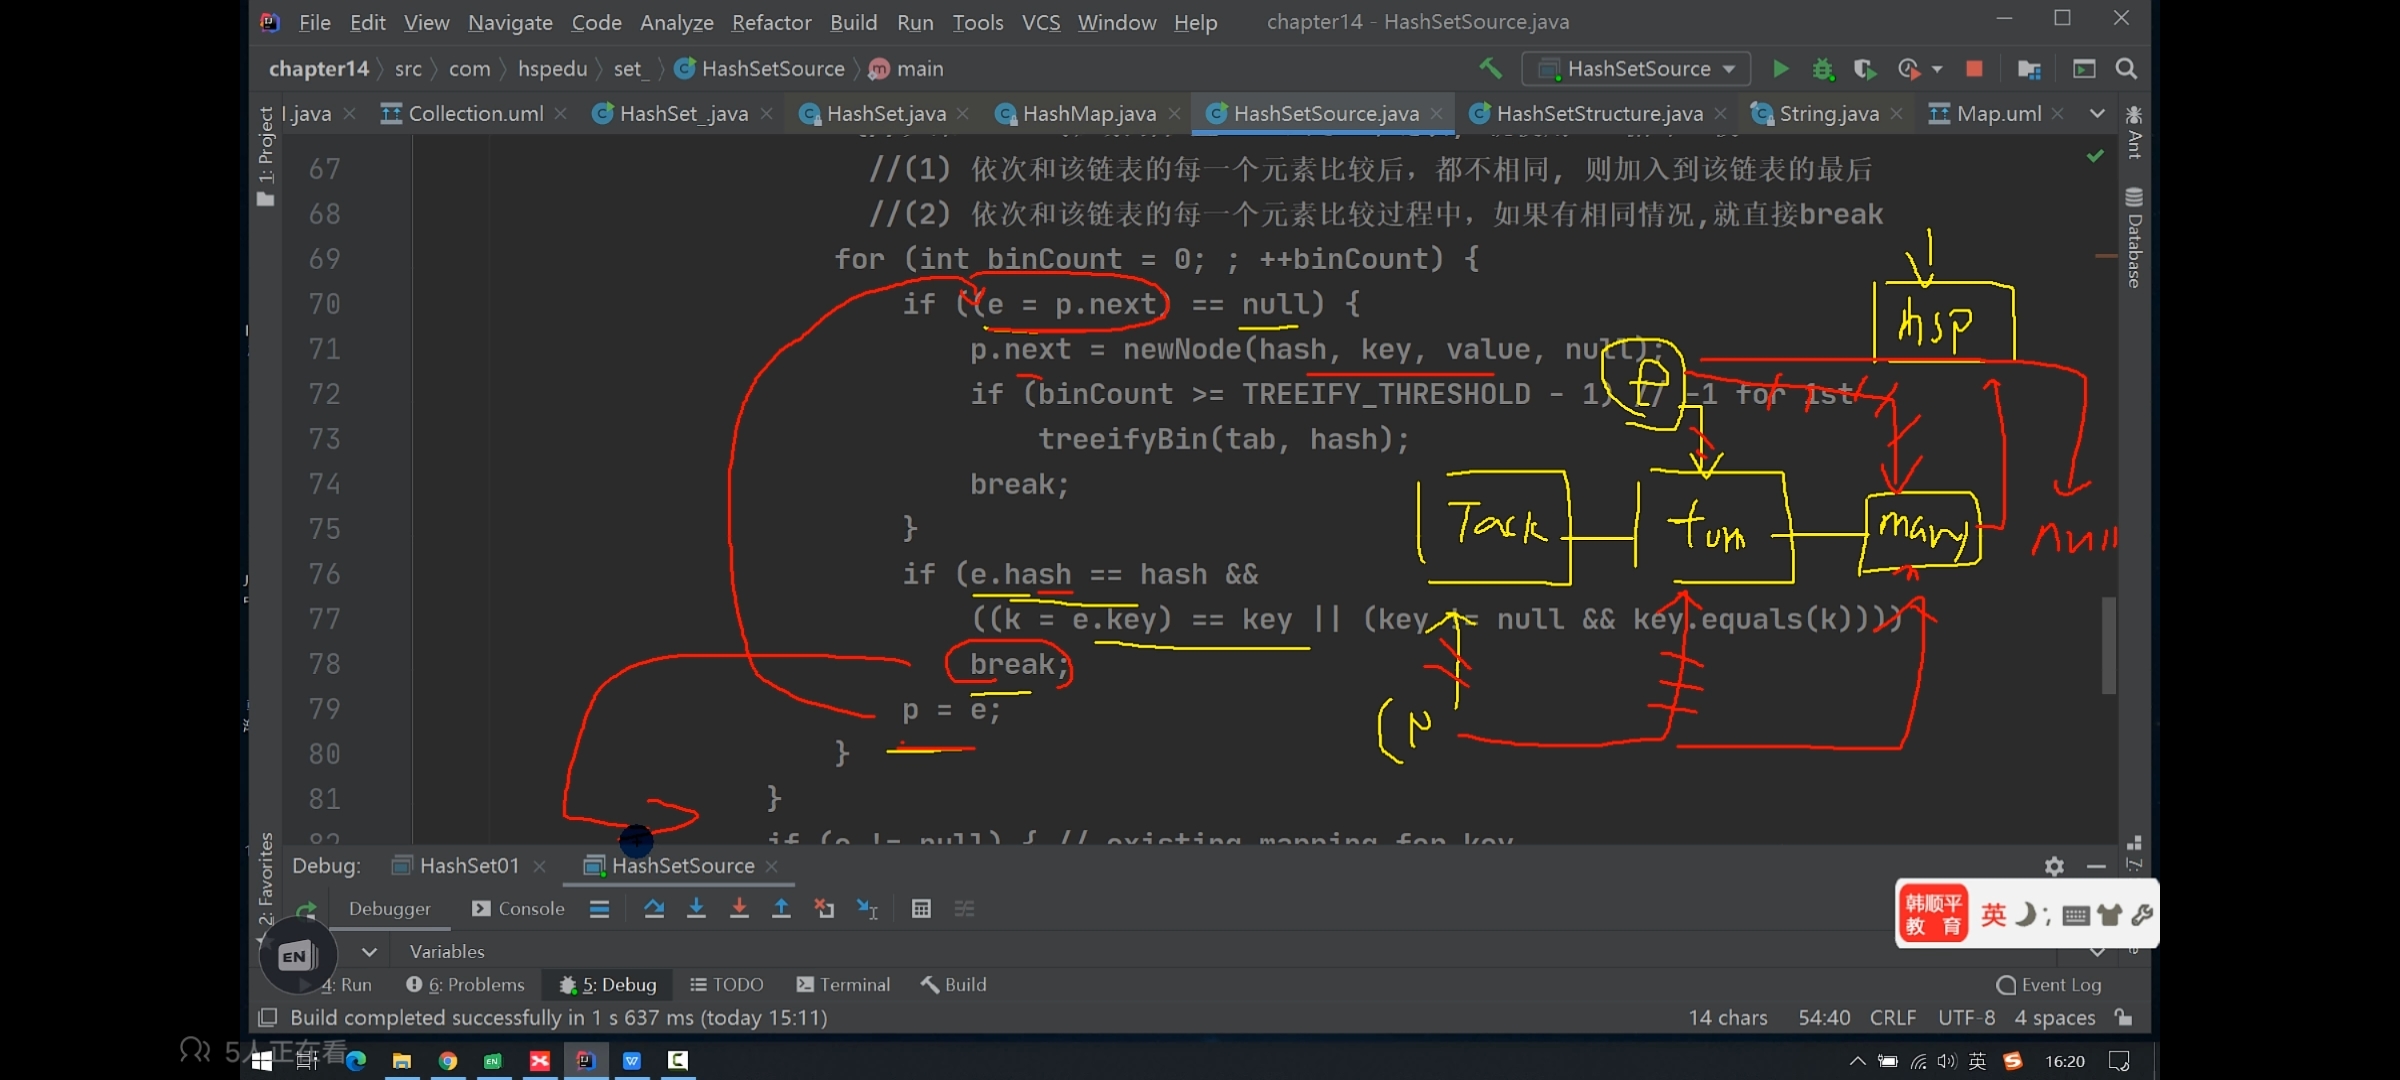 File Edit View Navigate Code Analyze Refactor Build Run Tools VCS Window Help chapter14 - HashSetSource.java
chapter14 src com hspedu set_ HashSetSource main HashSetSource
l.java Collection.uml HashSet_.java HashSet.java HashMap.java HashSetSource.java HashSetStructure.java String.java Map.uml
1: Project
Ant
Database
67 //(1) 依次和该链表的每一个元素比较后，都不相同, 则加入到该链表的最后
68 //(2) 依次和该链表的每一个元素比较过程中，如果有相同情况,就直接break
69 for (int binCount = 0; ; ++binCount) {
70 if ((e = p.next) == null) {
71 p.next = newNode(hash, key, value, null);
72 if (binCount >= TREEIFY_THRESHOLD - 1) // -1 for 1st
73 treeifyBin(tab, hash);
74 break;
75 }
76 if (e.hash == hash &&
77 ((k = e.key) == key || (key != null && key.equals(k))))
78 break;
79 p = e;
80 }
81 }
82 if (e != null) { // existing mapping for key
hsp
P
Jack tom mary null
(P
2: Favorites
7:
Debug: HashSet01 HashSetSource
Debugger Console
Variables
韩顺平
教 育
英
EN
4: Run 6: Problems 5: Debug TODO Terminal Build Event Log
Build completed successfully in 1 s 637 ms (today 15:11) 14 chars 54:40 CRLF UTF-8 4 spaces
5人正在看
英 16:20